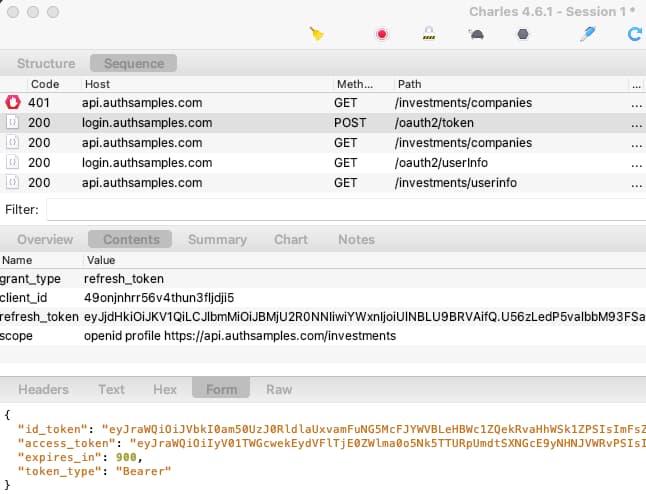 Charles 4.6.1 - Session 1 *
Structure Sequence
Code Host Meth... Path ...
401 api.authsamples.com GET /investments/companies ...
200 login.authsamples.com POST /oauth2/token ...
200 api.authsamples.com GET /investments/companies ...
200 login.authsamples.com GET /oauth2/userInfo ...
200 api.authsamples.com GET /investments/userinfo ...
Filter:
Overview Contents Summary Chart Notes
Name Value
grant_type refresh_token
client_id 49onjnhrr56v4thun3fljdji5
refresh_token
scope openid profile https://api.authsamples.com/investments
Headers Text Hex Form Raw
{
"id_token":
"access_token":
"expires_in": 900,
"token_type": "Bearer"
}